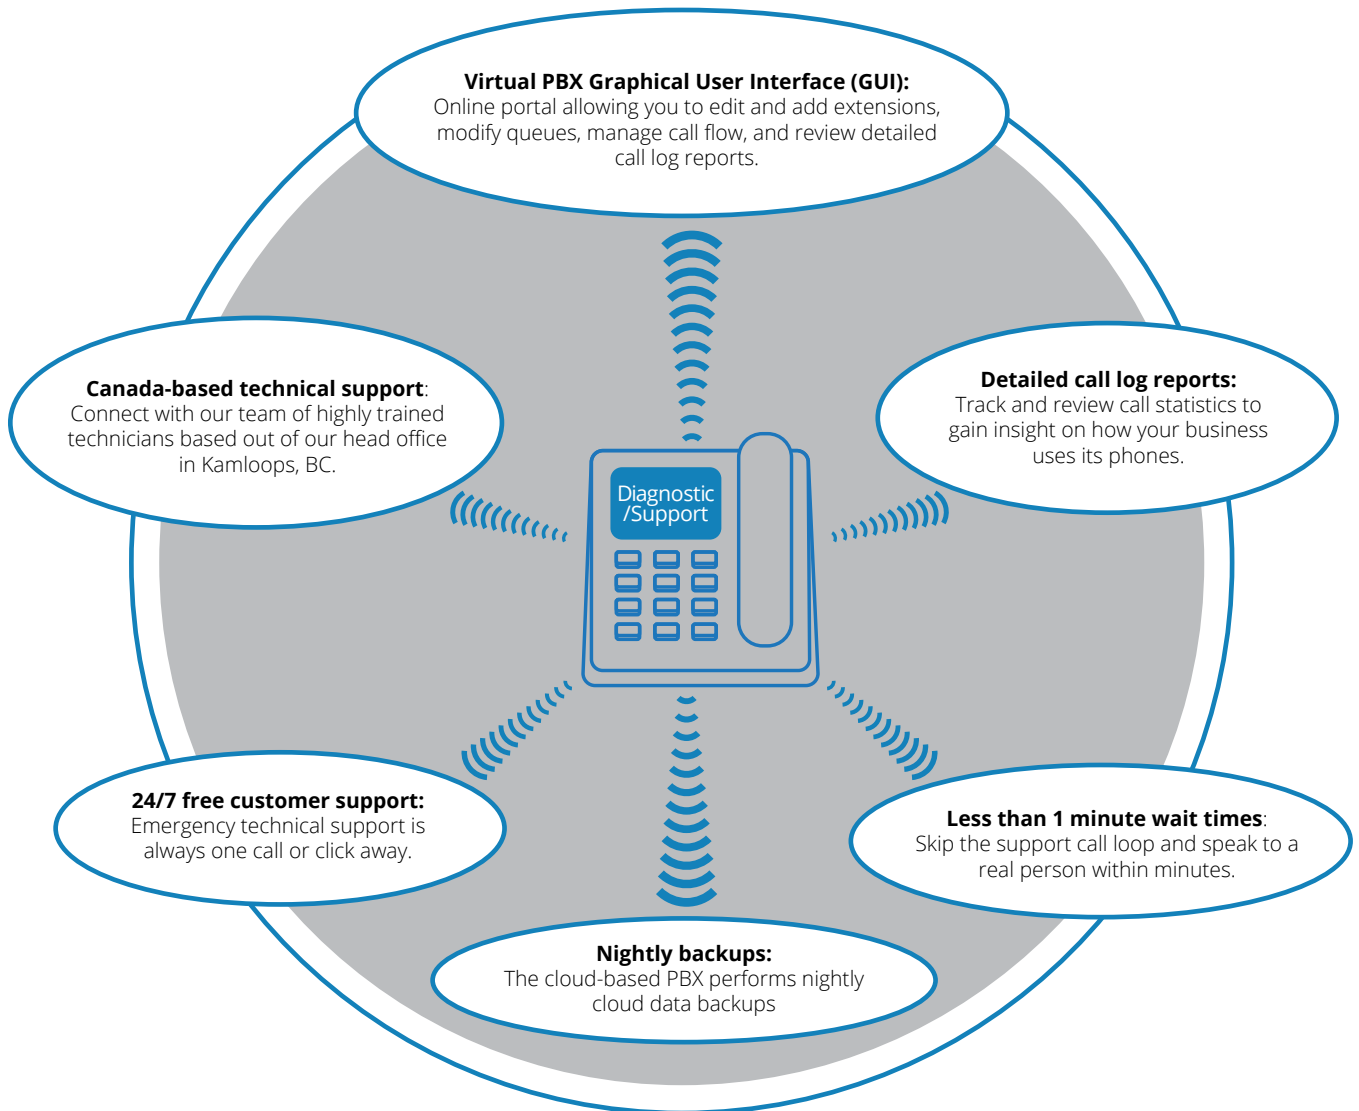 Virtual PBX Graphical User Interface (GUI):
Online portal allowing you to edit and add extensions,
modify queues, manage call flow, and review detailed
call log reports.
Canada-based technical support:
Connect with our team of highly trained
technicians based out of our head office
in Kamloops, BC.
Detailed call log reports:
Track and review call statistics to
gain insight on how your business
uses its phones.
Diagnostic
/Support
24/7 free customer support:
Emergency technical support is
always one call or click away.
Less than 1 minute wait times:
Skip the support call loop and speak to a
real person within minutes.
Nightly backups:
The cloud-based PBX performs nightly
cloud data backups